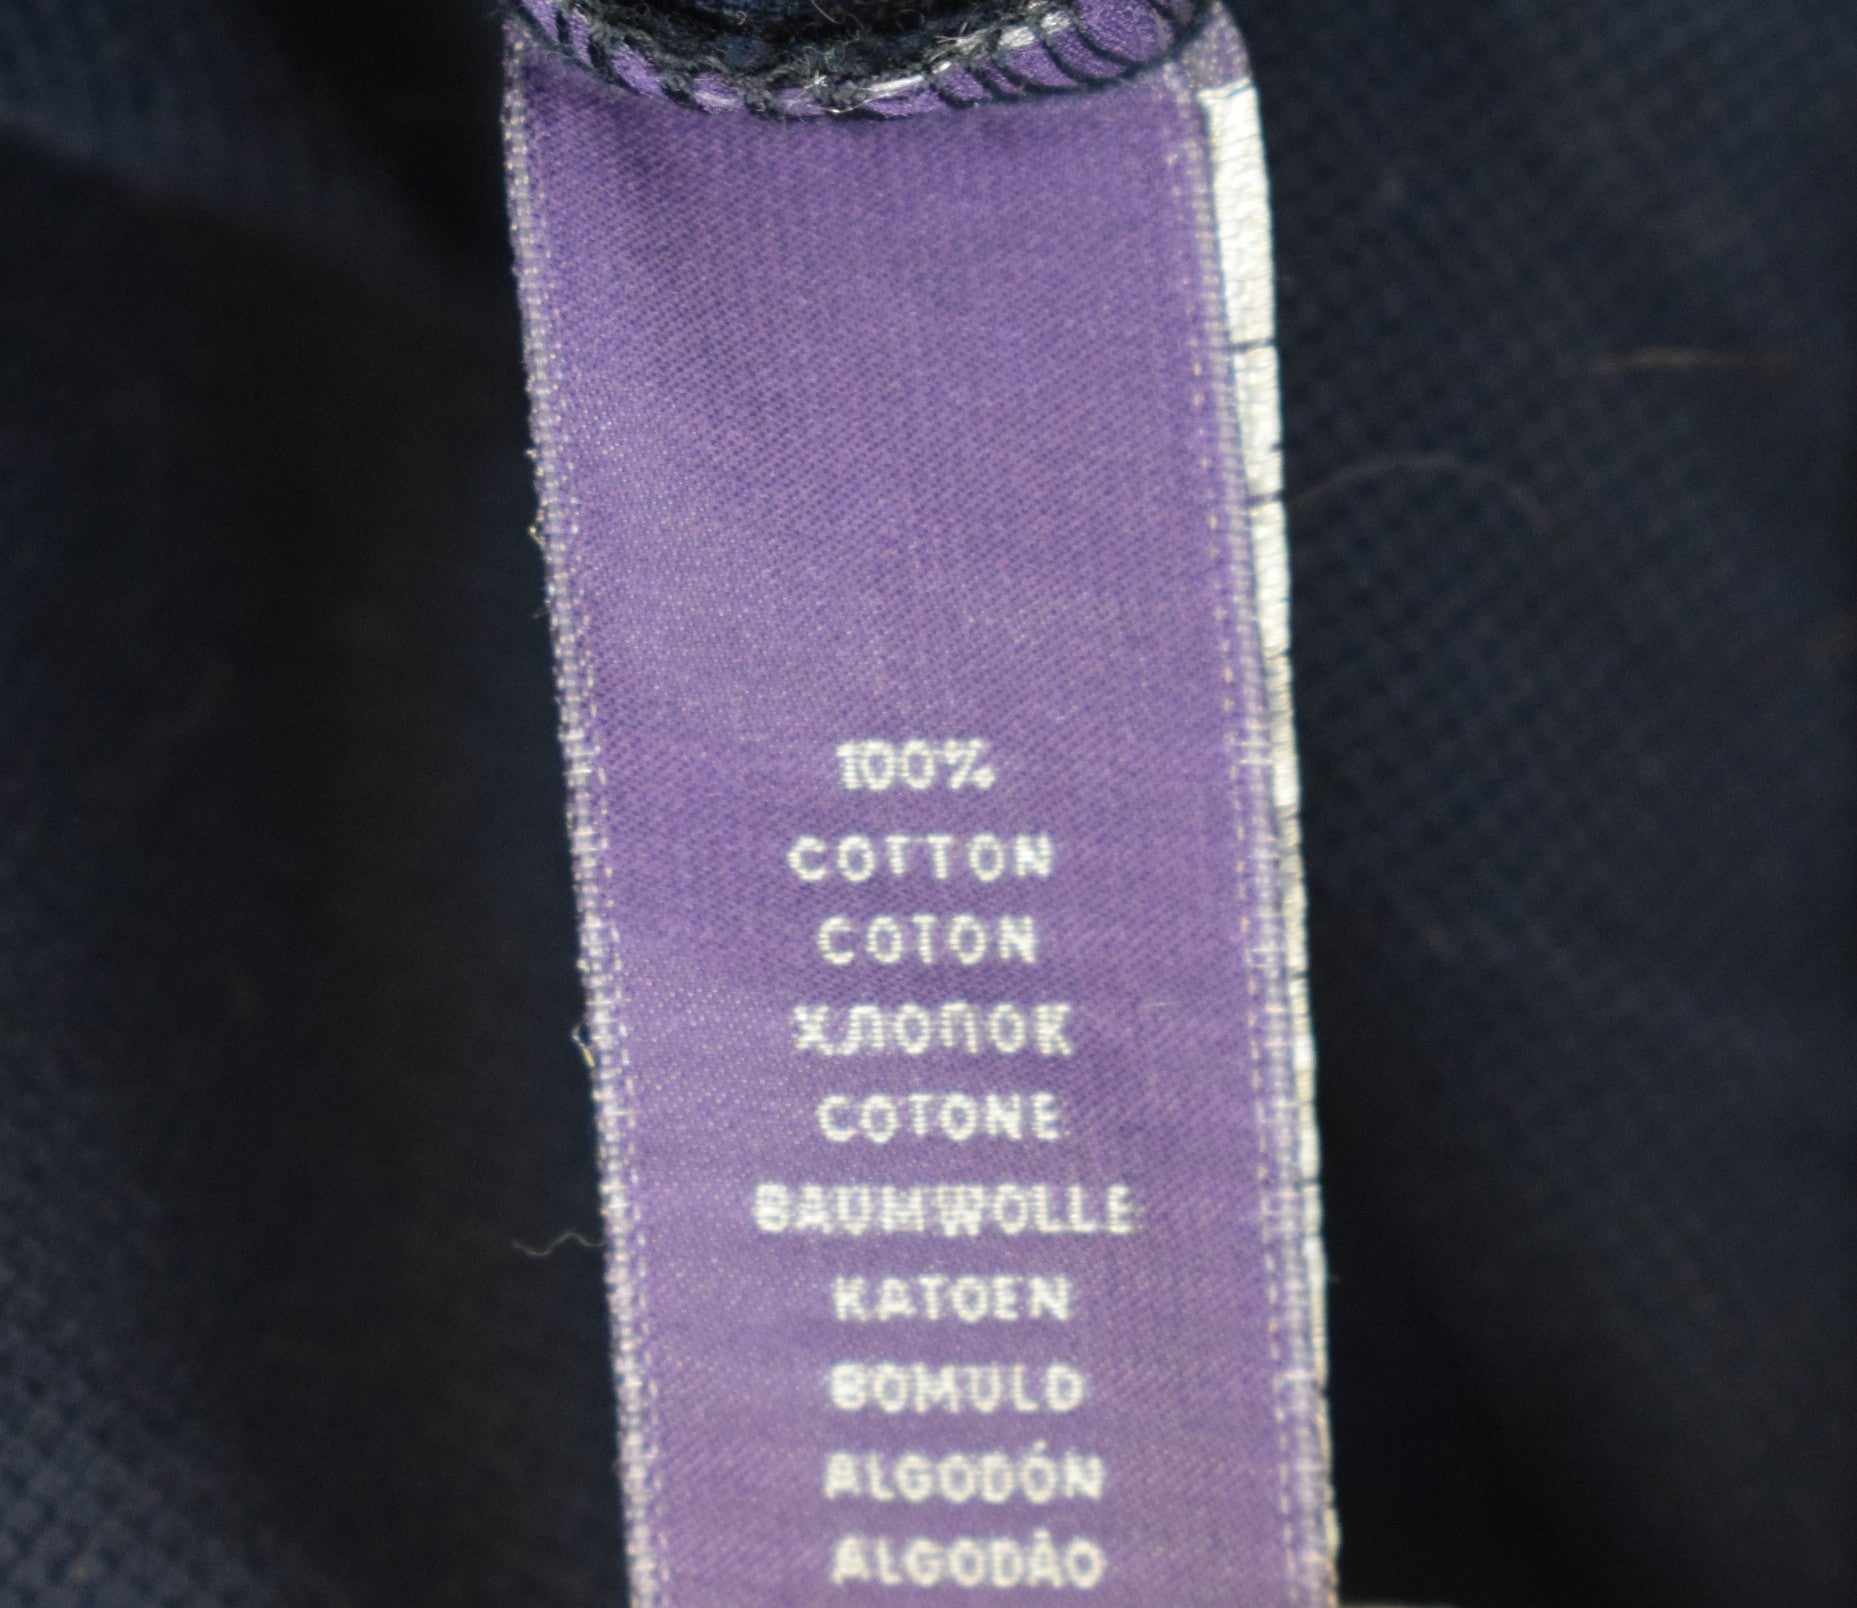 100%
COTTON
COTON
ХЛОПОК
COTONE
BAUMWOLLE
KATOEN
BOMULD
ALGODÓN
ALGODÃO